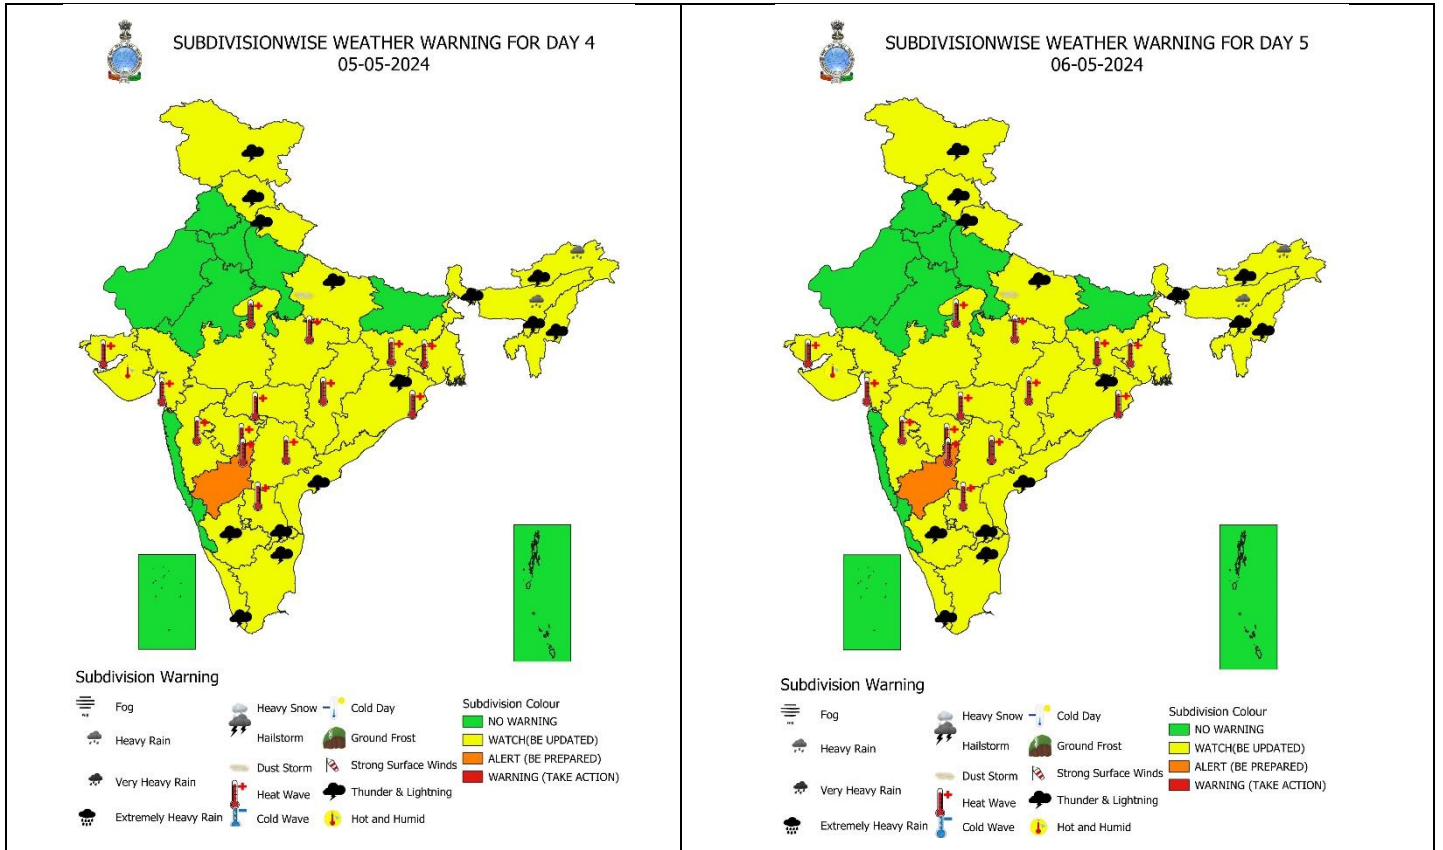 SUBDIVISIONWISE WEATHER WARNING FOR DAY 4
05-05-2024
Subdivision Warning
Fog
Heavy Rain
Very Heavy Rain
Extremely Heavy Rain
Heavy Snow
Hailstorm
Dust Storm
Heat Wave
Cold Wave
Cold Day
Ground Frost
Strong Surface Winds
Thunder & Lightning
Hot and Humid
Subdivision Colour
NO WARNING
WATCH(BE UPDATED)
ALERT (BE PREPARED)
WARNING (TAKE ACTION)
SUBDIVISIONWISE WEATHER WARNING FOR DAY 5
06-05-2024
Subdivision Warning
Fog
Heavy Rain
Very Heavy Rain
Extremely Heavy Rain
Heavy Snow
Hailstorm
Dust Storm
Heat Wave
Cold Wave
Cold Day
Ground Frost
Strong Surface Winds
Thunder & Lightning
Hot and Humid
Subdivision Colour
NO WARNING
WATCH(BE UPDATED)
ALERT (BE PREPARED)
WARNING (TAKE ACTION)